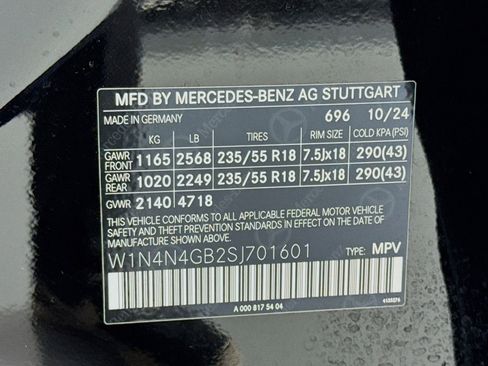 MFD BY MERCEDES-BENZ AG STUTTGART
MADE IN GERMANY 696 10/24
KG LB TIRES RIM SIZE COLD KPA (PSI)
GAWR FRONT 1165 2568 235/55 R18 7.5Jx18 290(43)
GAWR REAR 1020 2249 235/55 R18 7.5Jx18 290(43)
GVWR 2140 4718
THIS VEHICLE CONFORMS TO ALL APPLICABLE FEDERAL MOTOR VEHICLE
SAFETY STANDARDS IN EFFECT ON THE DATE OF MANUFACTURE
SHOWN ABOVE.
W1N4N4GB2SJ701601 TYPE: MPV
A 000 817 54 04